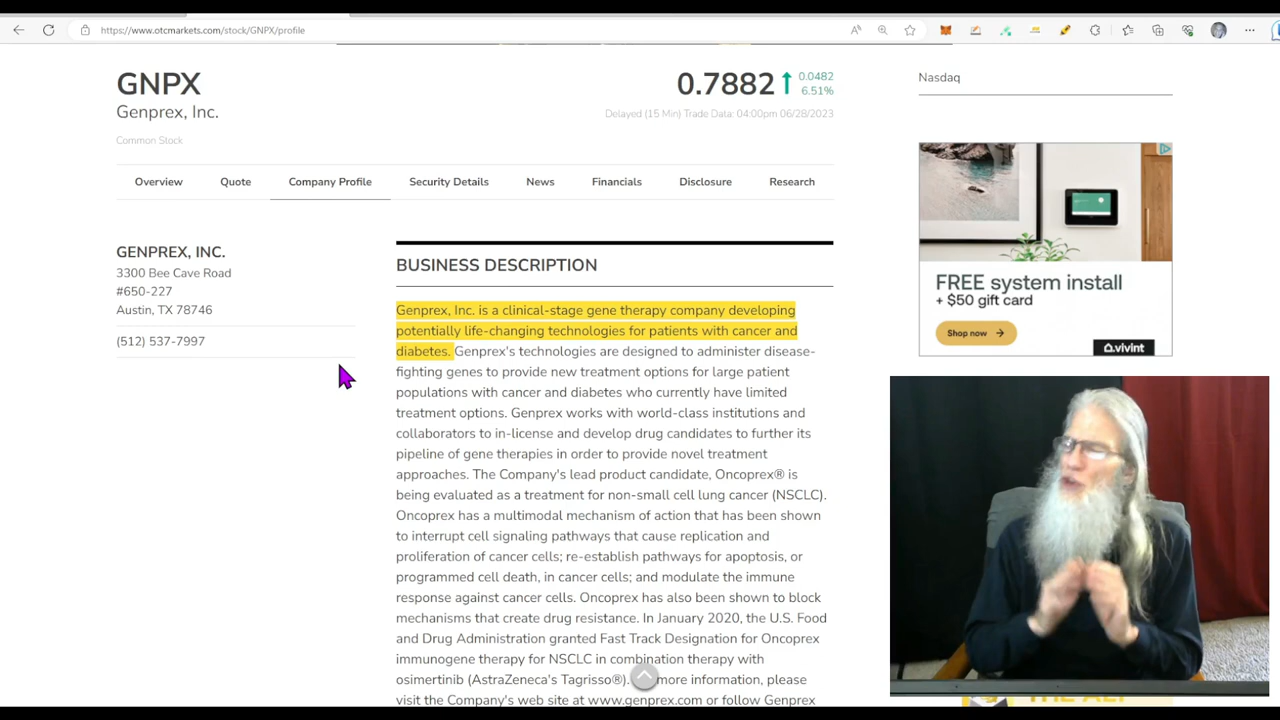 https://www.otcmarkets.com/stock/GNPX/profile
GNPX
Genprex, Inc.
Common Stock
0.7882
0.0482
6.51%
Delayed (15 Min) Trade Data: 04:00pm 06/28/2023
Nasdaq
Overview
Quote
Company Profile
Security Details
News
Financials
Disclosure
Research
GENPREX, INC.
3300 Bee Cave Road
#650-227
Austin, TX 78746
(512) 537-7997
BUSINESS DESCRIPTION
Genprex, Inc. is a clinical-stage gene therapy company developing
potentially life-changing technologies for patients with cancer and
diabetes. Genprex's technologies are designed to administer disease-
fighting genes to provide new treatment options for large patient
populations with cancer and diabetes who currently have limited
treatment options. Genprex works with world-class institutions and
collaborators to in-license and develop drug candidates to further its
pipeline of gene therapies in order to provide novel treatment
approaches. The Company's lead product candidate, Oncoprex® is
being evaluated as a treatment for non-small cell lung cancer (NSCLC).
Oncoprex has a multimodal mechanism of action that has been shown
to interrupt cell signaling pathways that cause replication and
proliferation of cancer cells; re-establish pathways for apoptosis, or
programmed cell death, in cancer cells; and modulate the immune
response against cancer cells. Oncoprex has also been shown to block
mechanisms that create drug resistance. In January 2020, the U.S. Food
and Drug Administration granted Fast Track Designation for Oncoprex
immunogene therapy for NSCLC in combination therapy with
osimertinib (AstraZeneca's Tagrisso®). more information, please
visit the Company's web site at www.genprex.com or follow Genprex
FREE system install
+ $50 gift card
Shop now
vivint